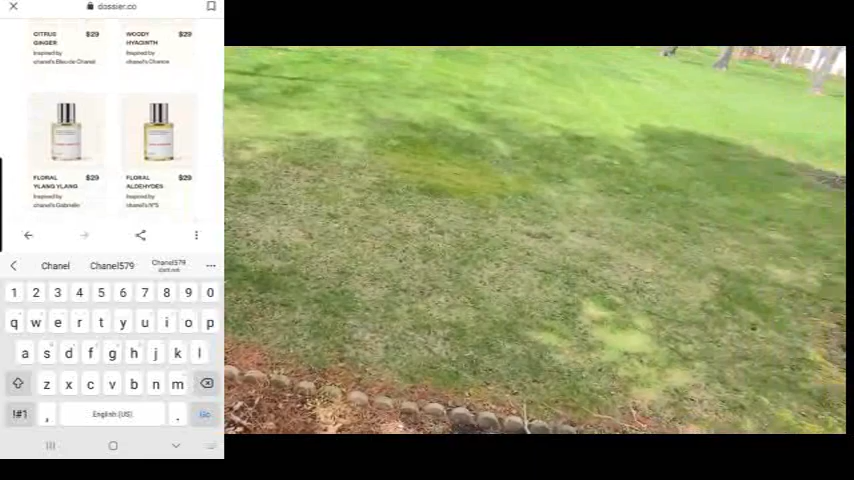 dossier.co
CITRUS GINGER $29
Inspired by
chanel's Bleu de Chanel
WOODY HYACINTH $29
Inspired by
chanel's Chance
FLORAL YLANG YLANG $29
Inspired by
chanel's Gabrielle
FLORAL ALDEHYDES $29
Inspired by
chanel's N°5
Chanel Chanel579 Chanel579
1 2 3 4 5 6 7 8 9 0
q w e r t y u i o p
a s d f g h j k l
z x c v b n m
!#1 , English (US) . Go